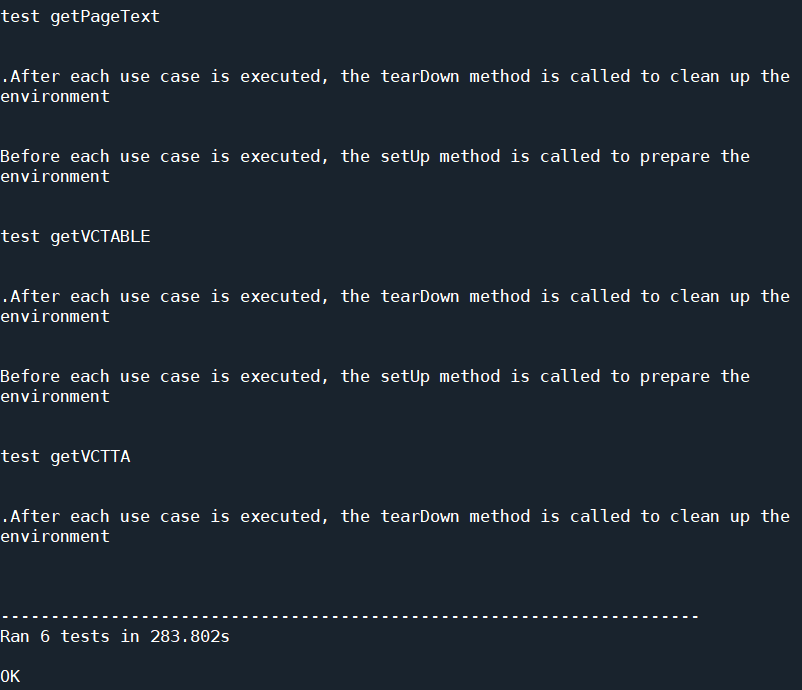 test getPageText
.After each use case is executed, the tearDown method is called to clean up the
environment
Before each use case is executed, the setUp method is called to prepare the
environment
test getVCTABLE
.After each use case is executed, the tearDown method is called to clean up the
environment
Before each use case is executed, the setUp method is called to prepare the
environment
test getVCTTA
.After each use case is executed, the tearDown method is called to clean up the
environment
----------------------------------------------------------------------
Ran 6 tests in 283.802s
OK